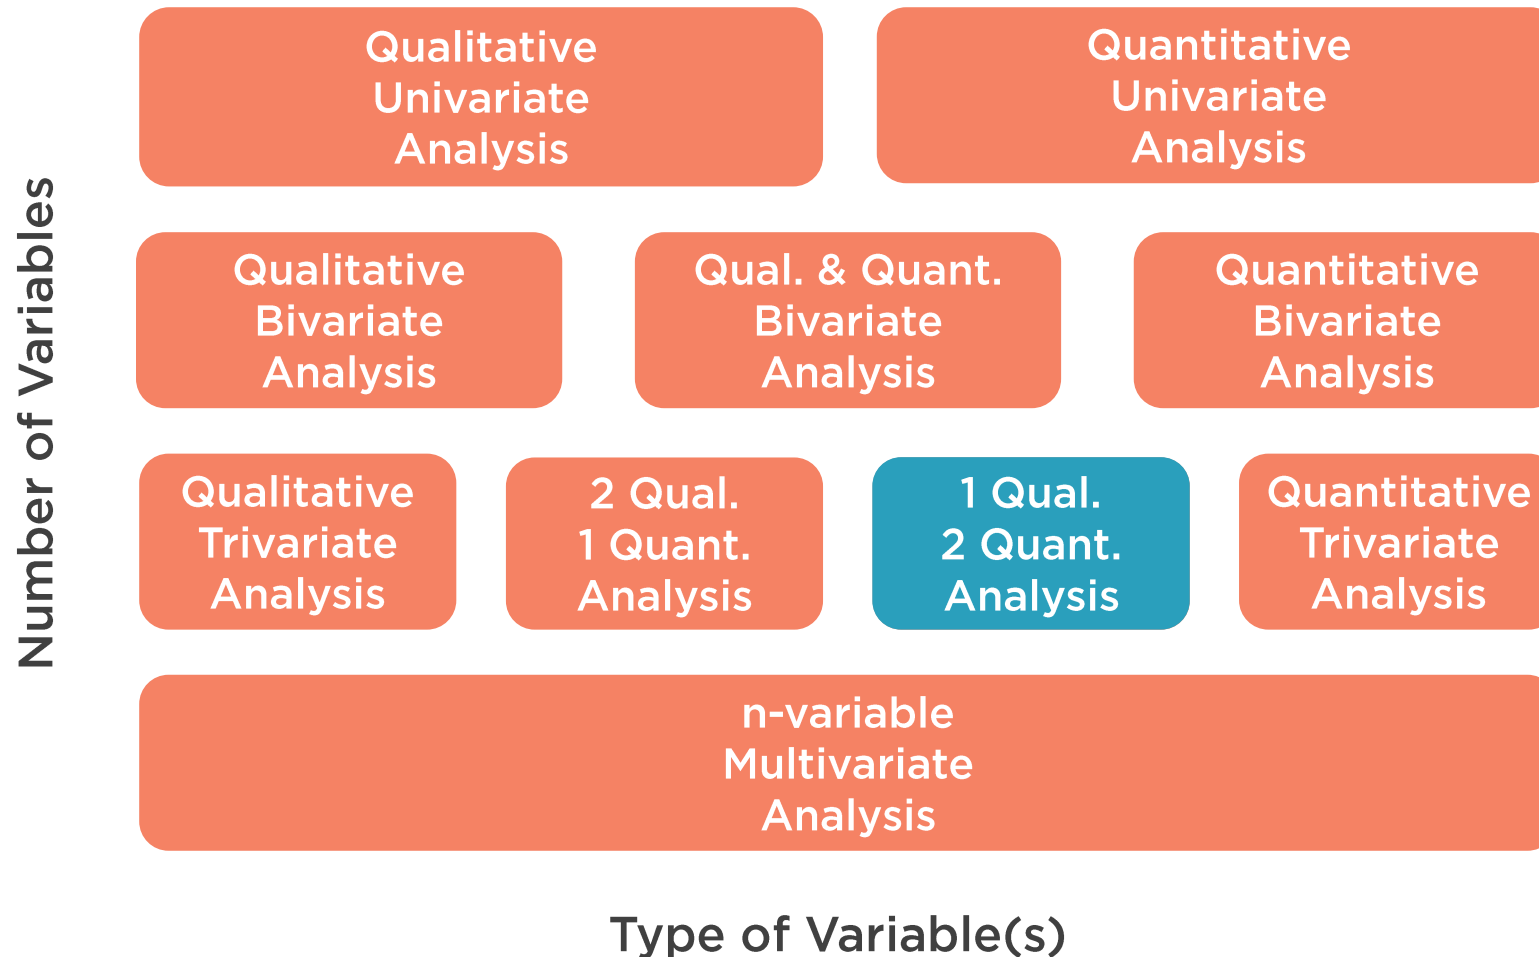 Number of Variables
Qualitative
Univariate
Analysis
Quantitative
Univariate
Analysis
Qualitative
Bivariate
Analysis
Qual. & Quant.
Bivariate
Analysis
Quantitative
Bivariate
Analysis
Qualitative
Trivariate
Analysis
2 Qual.
1 Quant.
Analysis
1 Qual.
2 Quant.
Analysis
Quantitative
Trivariate
Analysis
n-variable
Multivariate
Analysis
Type of Variable(s)